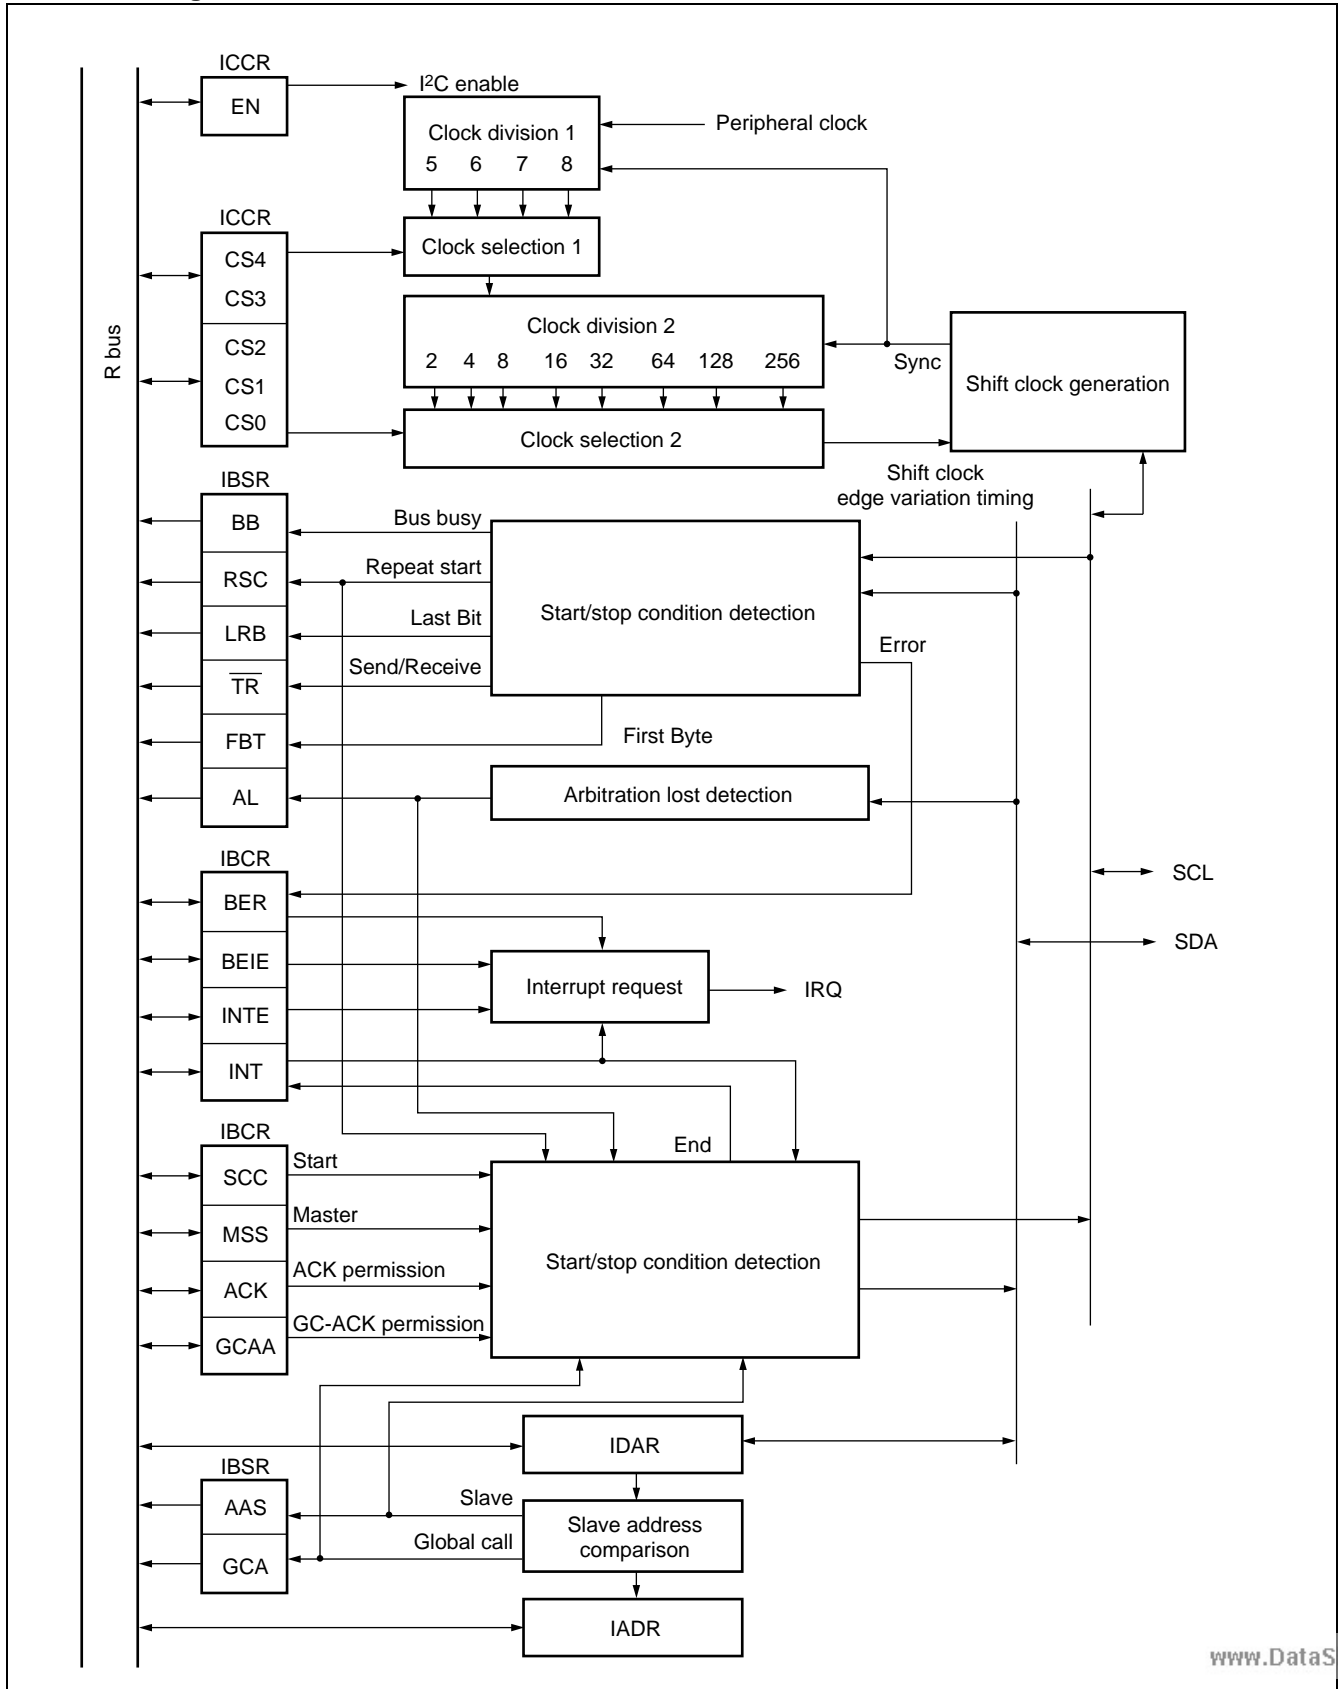 ICCR
EN
I²C enable
Clock division 1
5 6 7 8
Peripheral clock
ICCR
CS4
CS3
CS2
CS1
CS0
Clock selection 1
Clock division 2
2 4 8 16 32 64 128 256
Sync
Shift clock generation
Clock selection 2
Shift clock
edge variation timing
R bus
IBSR
BB
RSC
LRB
TR
FBT
AL
Bus busy
Repeat start
Last Bit
Send/Receive
First Byte
Start/stop condition detection
Error
Arbitration lost detection
IBCR
BER
BEIE
INTE
INT
Interrupt request
IRQ
SCL
SDA
End
IBCR
SCC
MSS
ACK
GCAA
Start
Master
ACK permission
GC-ACK permission
Start/stop condition detection
IDAR
IBSR
AAS
GCA
Slave
Global call
Slave address
comparison
IADR
www.DataS